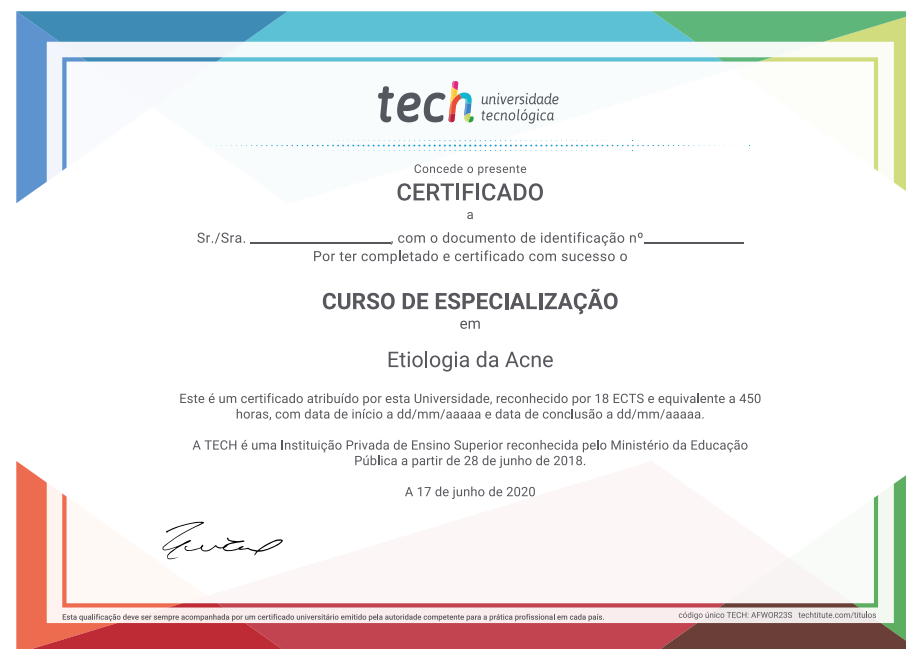 tech universidade
tecnológica
Concede o presente
CERTIFICADO
a
Sr./Sra. ________________, com o documento de identificação nº____________
Por ter completado e certificado com sucesso o
CURSO DE ESPECIALIZAÇÃO
em
Etiologia da Acne
Este é um certificado atribuído por esta Universidade, reconhecido por 18 ECTS e equivalente a 450
horas, com data de início a dd/mm/aaaaa e data de conclusão a dd/mm/aaaaa.
A TECH é uma Instituição Privada de Ensino Superior reconhecida pelo Ministério da Educação
Pública a partir de 28 de junho de 2018.
A 17 de junho de 2020
Esta qualificação deve ser sempre acompanhada por um certificado universitário emitido pela autoridade competente para a prática profissional em cada país.
código único TECH: AFWOR23S techtitute.com/titulos